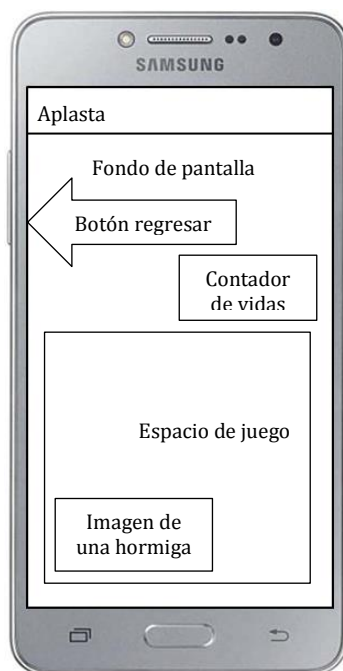 SAMSUNG
Aplasta
Fondo de pantalla
Botón regresar
Contador
de vidas
Espacio de juego
Imagen de
una hormiga